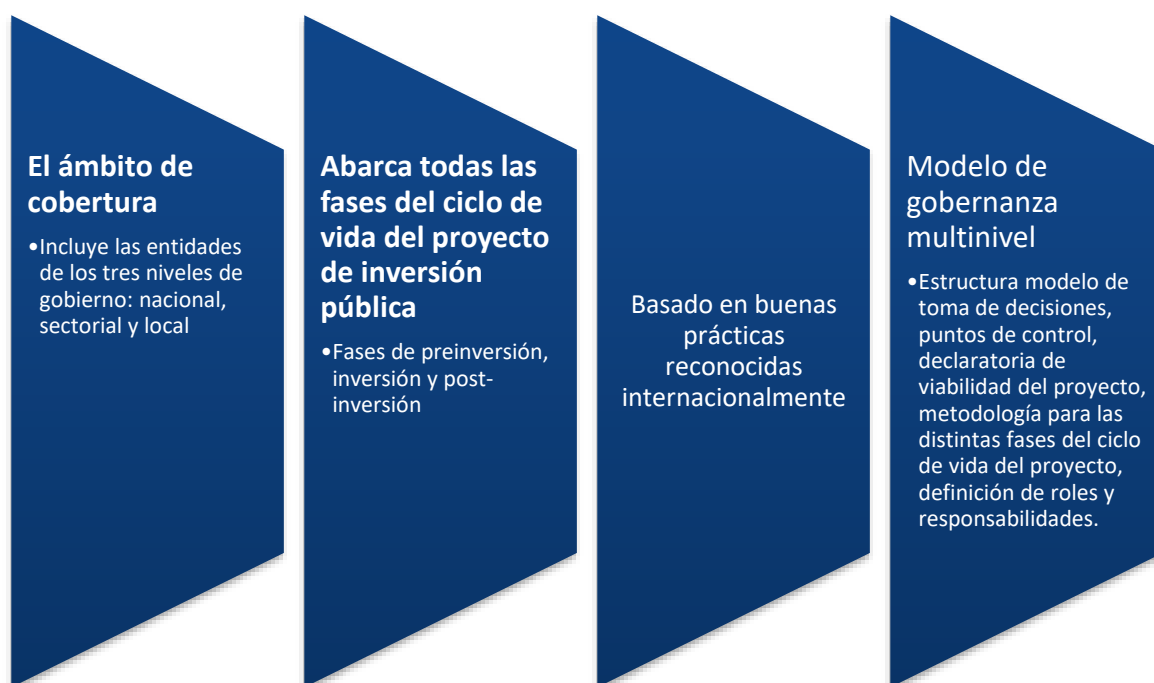 El ámbito de
cobertura
•Incluye las entidades
de los tres niveles de
gobierno: nacional,
sectorial y local
Abarca todas las
fases del ciclo de
vida del proyecto
de inversión
pública
•Fases de preinversión,
inversión y post-
inversión
Basado en buenas
prácticas
reconocidas
internacionalmente
Modelo de
gobernanza
multinivel
•Estructura modelo de
toma de decisiones,
puntos de control,
declaratoria de
viabilidad del proyecto,
metodología para las
distintas fases del ciclo
de vida del proyecto,
definición de roles y
responsabilidades.